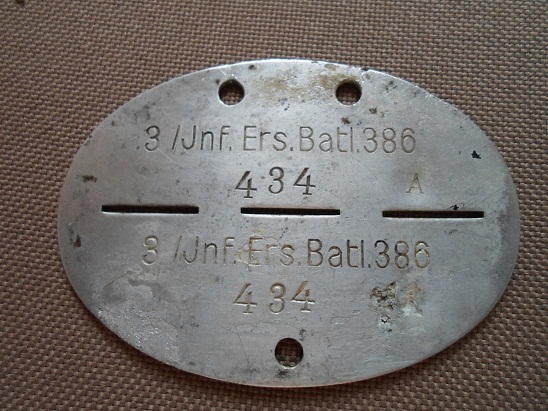 .3 /Jnf. Ers.Batl.386
434 A
3 /Jnf. Ers.Batl.386
434